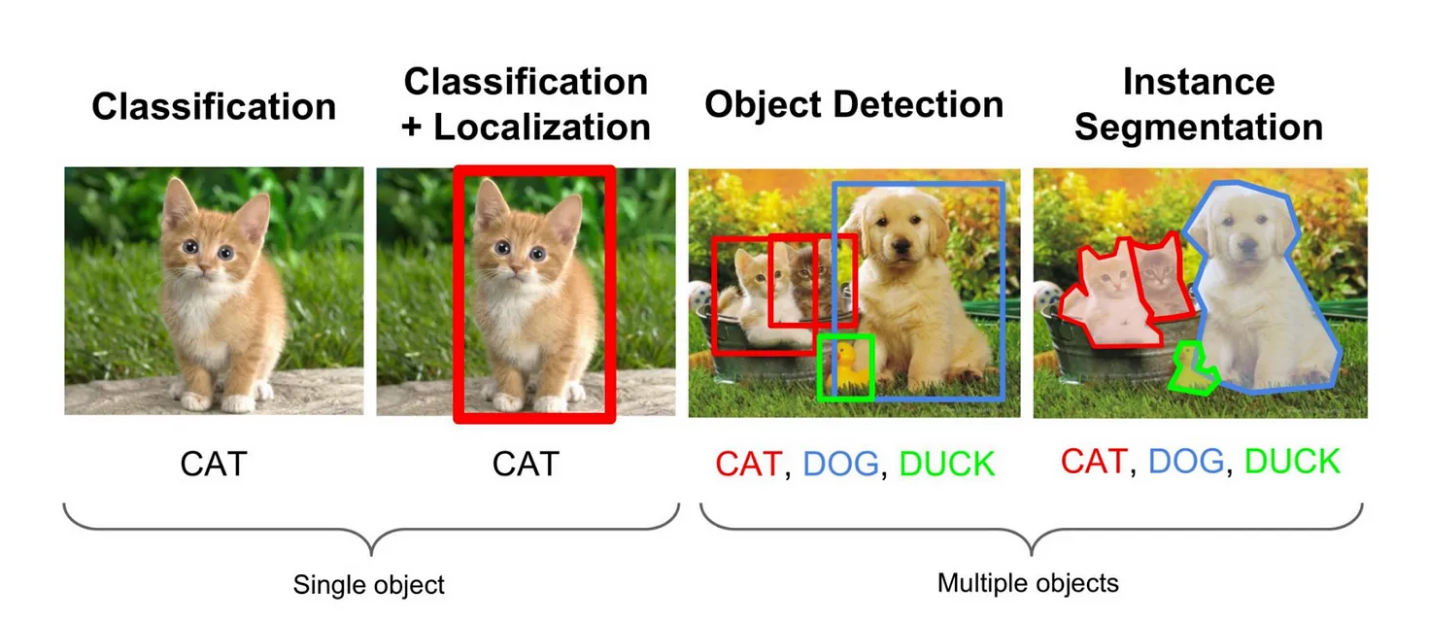 Classification
Classification
+ Localization
Object Detection
Instance
Segmentation
CAT
CAT
CAT, DOG, DUCK
CAT, DOG, DUCK
Single object
Multiple objects